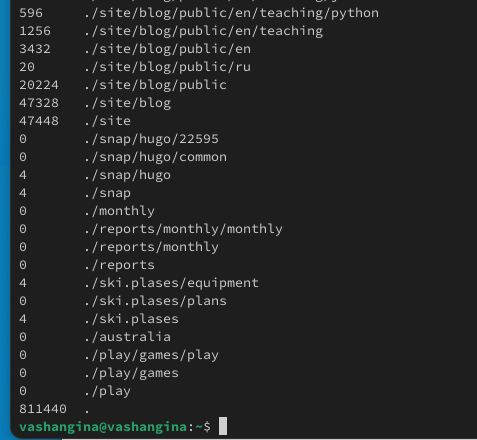 596 ./site/blog/public/en/teaching/python
1256 ./site/blog/public/en/teaching
3432 ./site/blog/public/en
20 ./site/blog/public/ru
20224 ./site/blog/public
47328 ./site/blog
47448 ./site
0 ./snap/hugo/22595
0 ./snap/hugo/common
4 ./snap/hugo
4 ./snap
0 ./monthly
0 ./reports/monthly/monthly
0 ./reports/monthly
0 ./reports
4 ./ski.plases/equipment
0 ./ski.plases/plans
4 ./ski.plases
0 ./australia
0 ./play/games/play
0 ./play/games
0 ./play
811440 .
vashangina@vashangina:~$